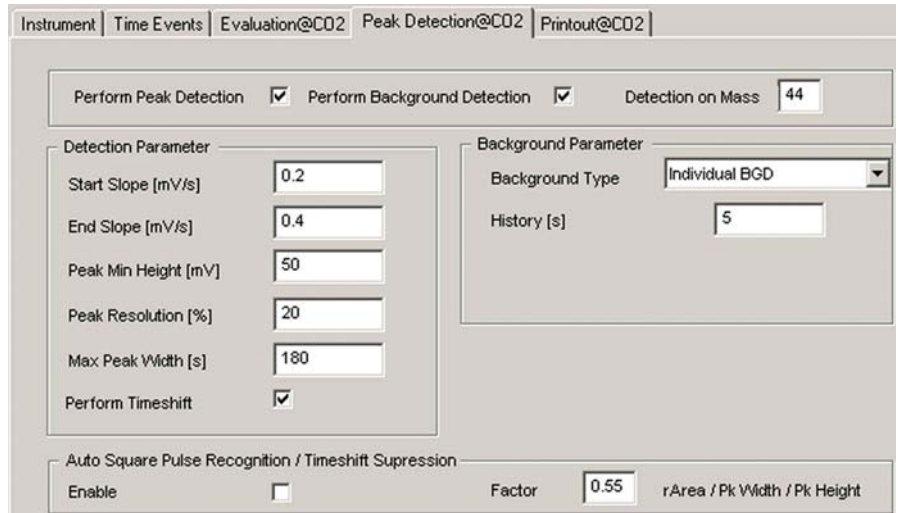 Instrument Time Events Evaluation@CO2 Peak Detection@CO2 Printout@CO2
Perform Peak Detection Perform Background Detection Detection on Mass 44
Detection Parameter
Start Slope [mV/s] 0.2
End Slope [mV/s] 0.4
Peak Min Height [mV] 50
Peak Resolution [%] 20
Max Peak Width [s] 180
Perform Timeshift
Background Parameter
Background Type Individual BGD
History [s] 5
Auto Square Pulse Recognition / Timeshift Supression
Enable Factor 0.55 rArea / Pk Width / Pk Height